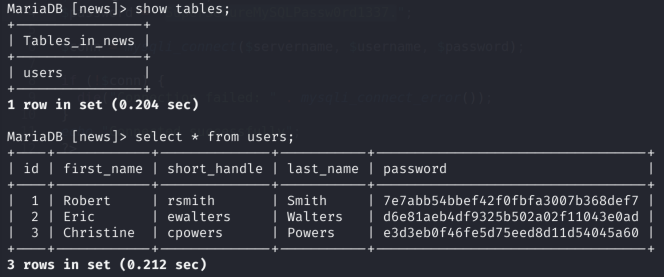 MariaDB [news]> show tables;
+----------------+
| Tables_in_news |
+----------------+
| users          |
+----------------+
1 row in set (0.204 sec)
MariaDB [news]> select * from users;
+----+------------+--------------+-----------+----------------------------------+
| id | first_name | short_handle | last_name | password                         |
+----+------------+--------------+-----------+----------------------------------+
|  1 | Robert     | rsmith       | Smith     | 7e7abb54bbef42f0fbfa3007b368def7 |
|  2 | Eric       | ewalters     | Walters   | d6e81aeb4df9325b502a02f11043e0ad |
|  3 | Christine  | cpowers      | Powers    | e3d3eb0f46fe5d75eed8d11d54045a60 |
+----+------------+--------------+-----------+----------------------------------+
3 rows in set (0.212 sec)